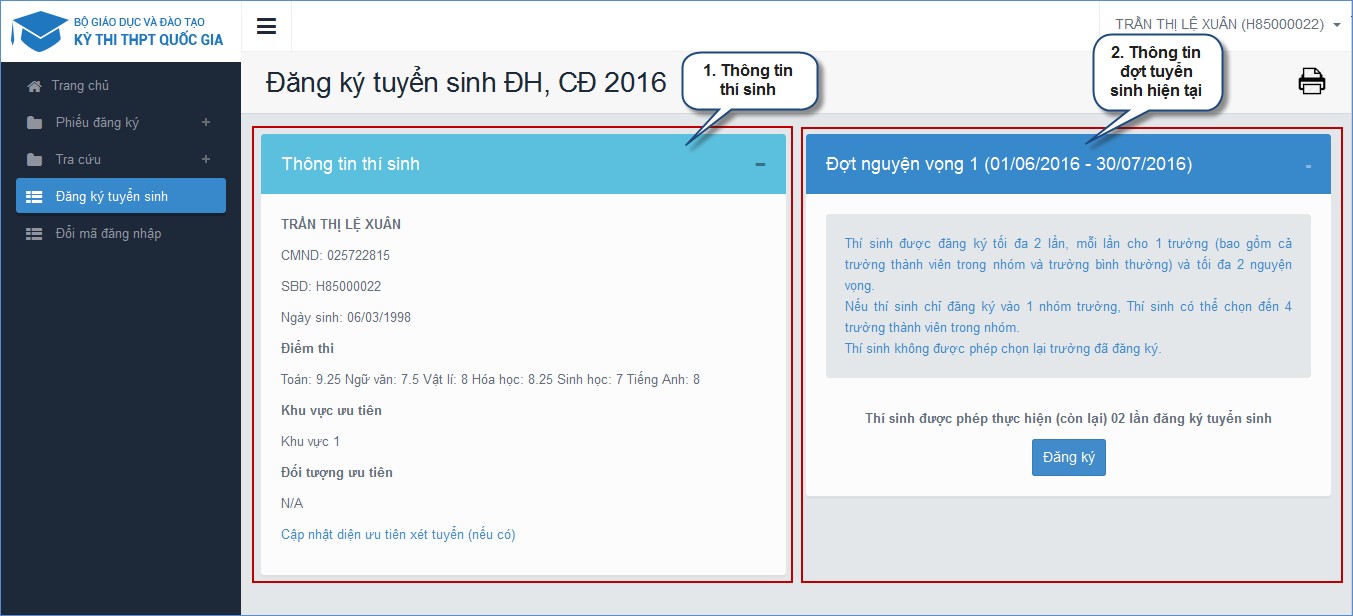 BỘ GIÁO DỤC VÀ ĐÀO TẠO
KỲ THI THPT QUỐC GIA
TRẦN THỊ LỆ XUÂN (H85000022)
Trang chủ
Phiếu đăng ký +
Tra cứu +
Đăng ký tuyển sinh
Đổi mã đăng nhập
Đăng ký tuyển sinh ĐH, CĐ 2016
1. Thông tin
thí sinh
2. Thông tin
đợt tuyển
sinh hiện tại
Thông tin thí sinh
TRẦN THỊ LỆ XUÂN
CMND: 025722815
SBD: H85000022
Ngày sinh: 06/03/1998
Điểm thi
Toán: 9.25 Ngữ văn: 7.5 Vật lí: 8 Hóa học: 8.25 Sinh học: 7 Tiếng Anh: 8
Khu vực ưu tiên
Khu vực 1
Đối tượng ưu tiên
N/A
Cập nhật diện ưu tiên xét tuyển (nếu có)
Đợt nguyện vọng 1 (01/06/2016 - 30/07/2016)
Thí sinh được đăng ký tối đa 2 lần, mỗi lần cho 1 trường (bao gồm cả
trường thành viên trong nhóm và trường bình thường) và tối đa 2 nguyện
vọng.
Nếu thí sinh chỉ đăng ký vào 1 nhóm trường, Thí sinh có thể chọn đến 4
trường thành viên trong nhóm.
Thí sinh không được phép chọn lại trường đã đăng ký.
Thí sinh được phép thực hiện (còn lại) 02 lần đăng ký tuyển sinh
Đăng ký